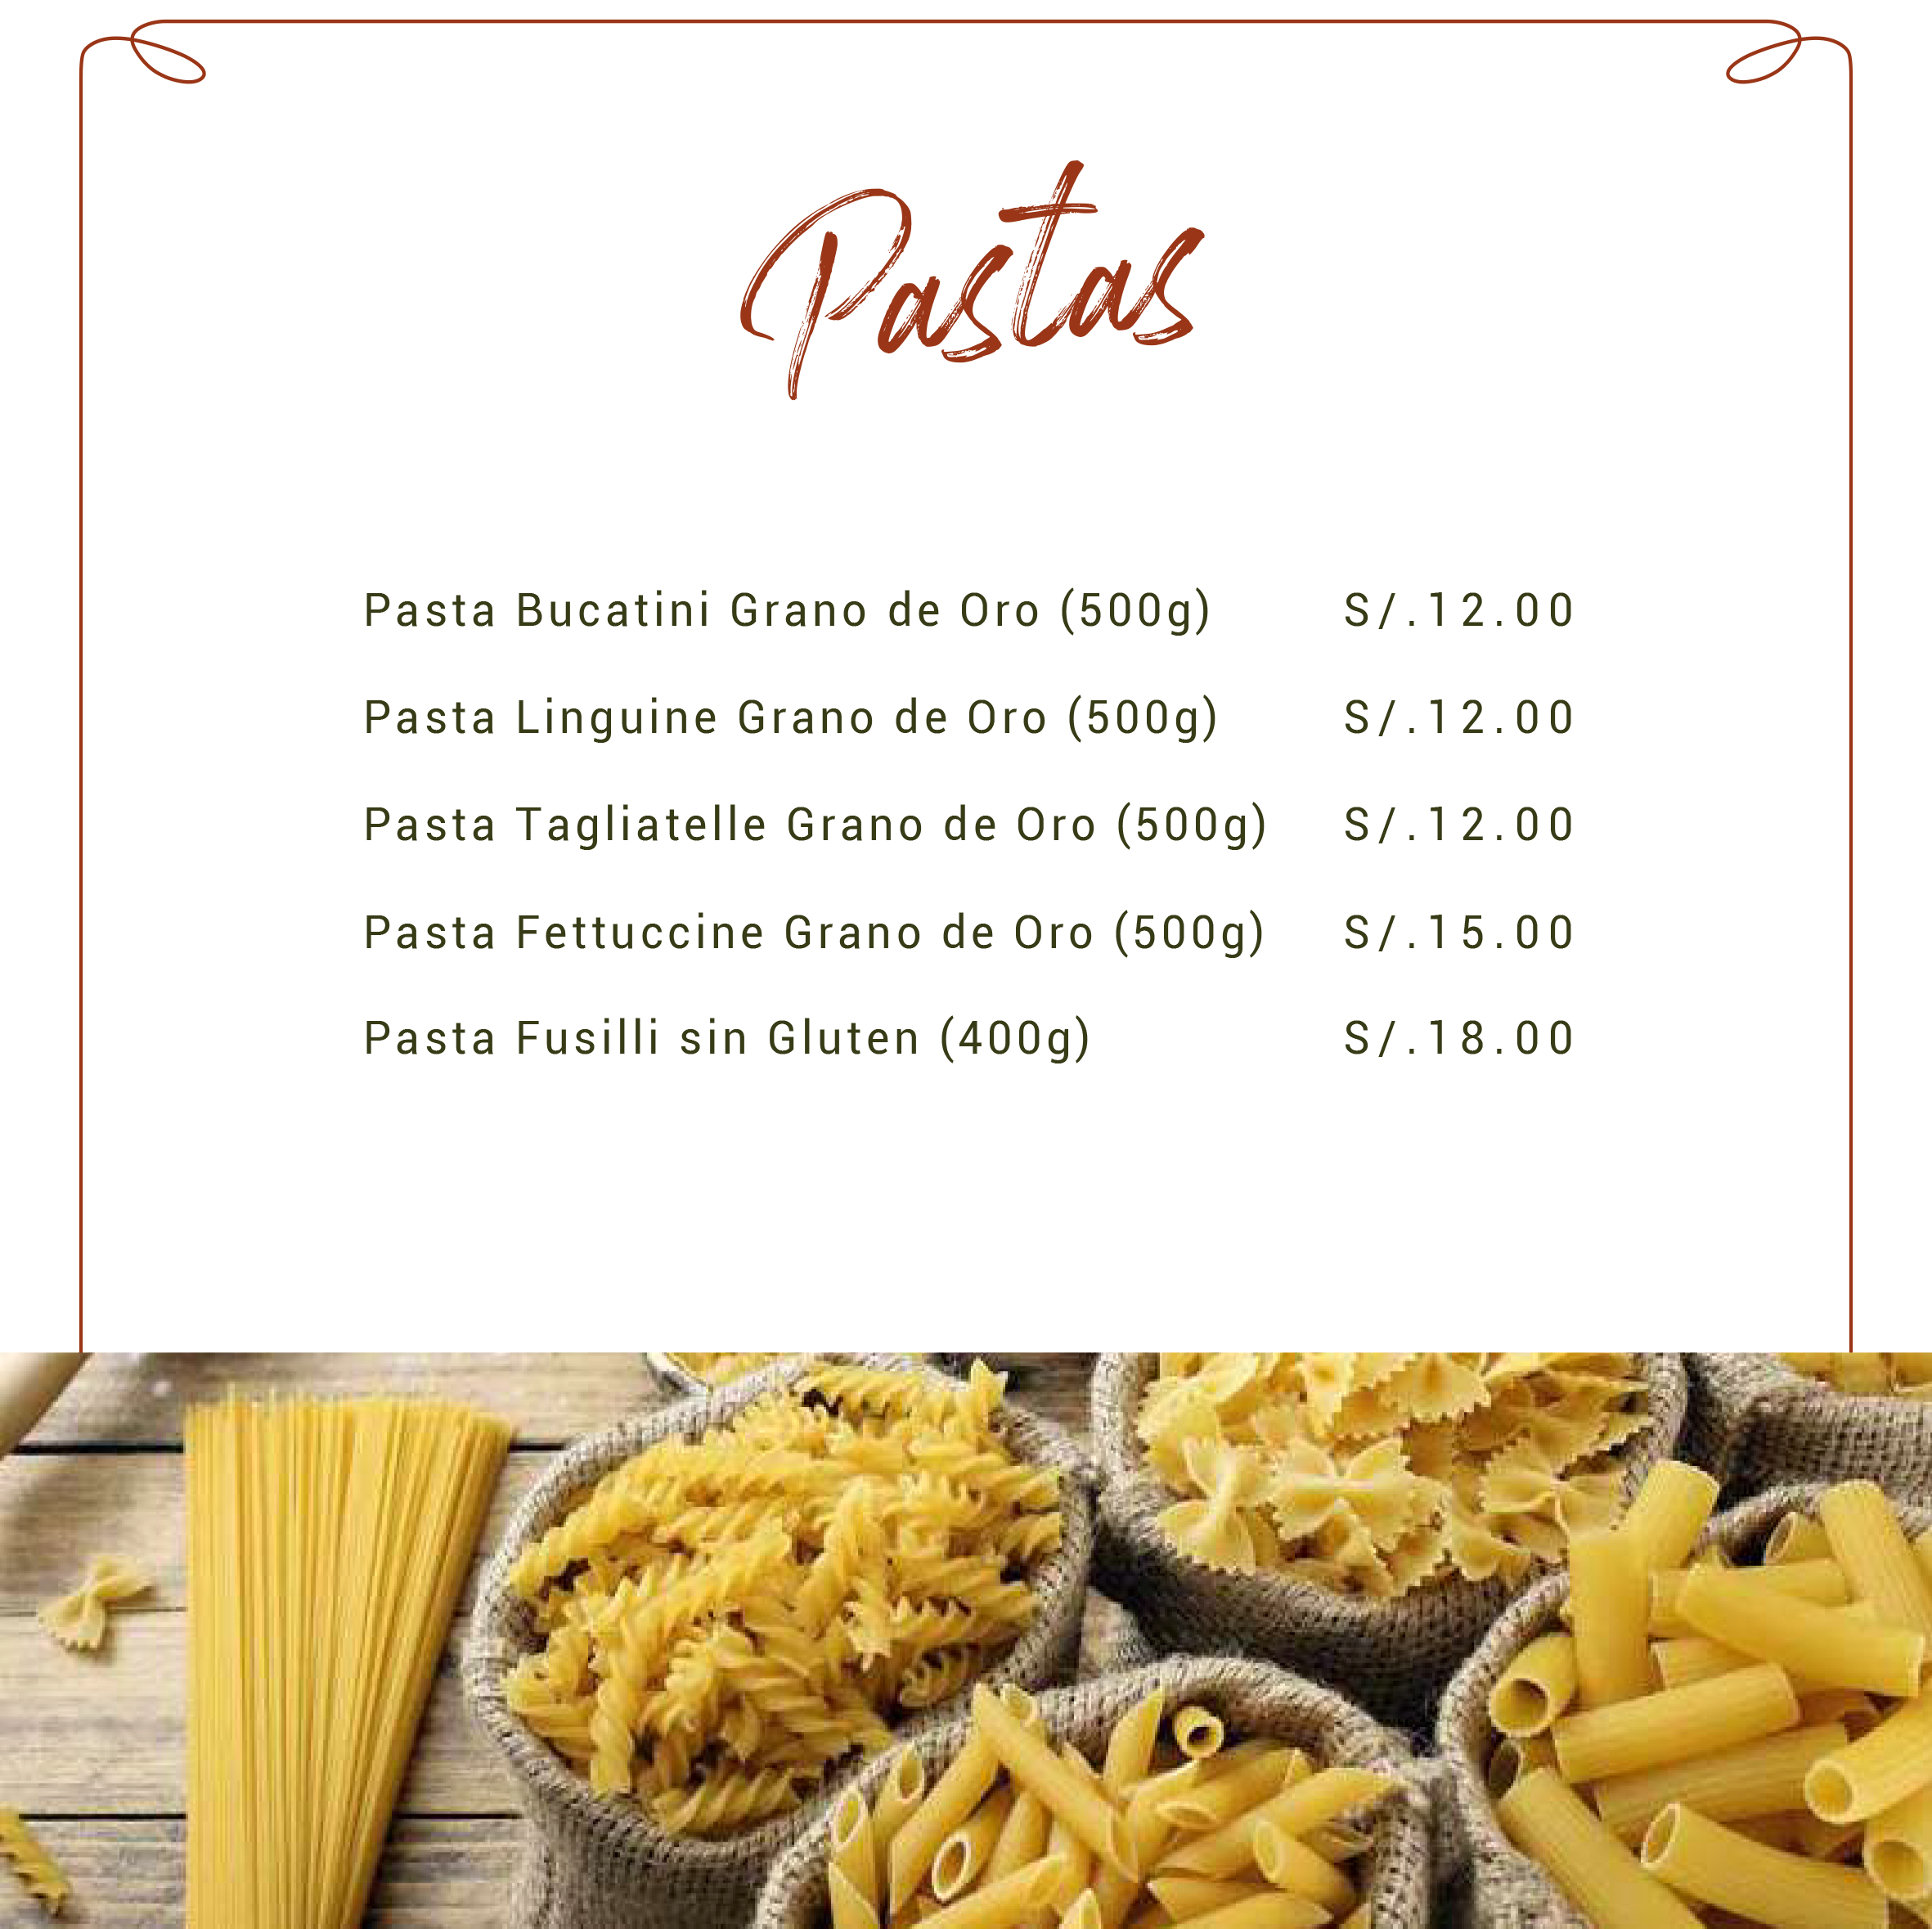 Pastas
Pasta Bucatini Grano de Oro (500g) S/.12.00
Pasta Linguine Grano de Oro (500g) S/.12.00
Pasta Tagliatelle Grano de Oro (500g) S/.12.00
Pasta Fettuccine Grano de Oro (500g) S/.15.00
Pasta Fusilli sin Gluten (400g) S/.18.00